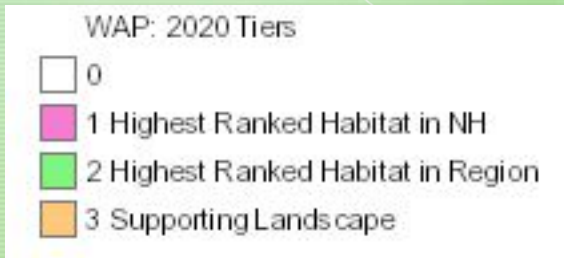 WAP: 2020 Tiers
0
1 Highest Ranked Habitat in NH
2 Highest Ranked Habitat in Region
3 Supporting Landscape